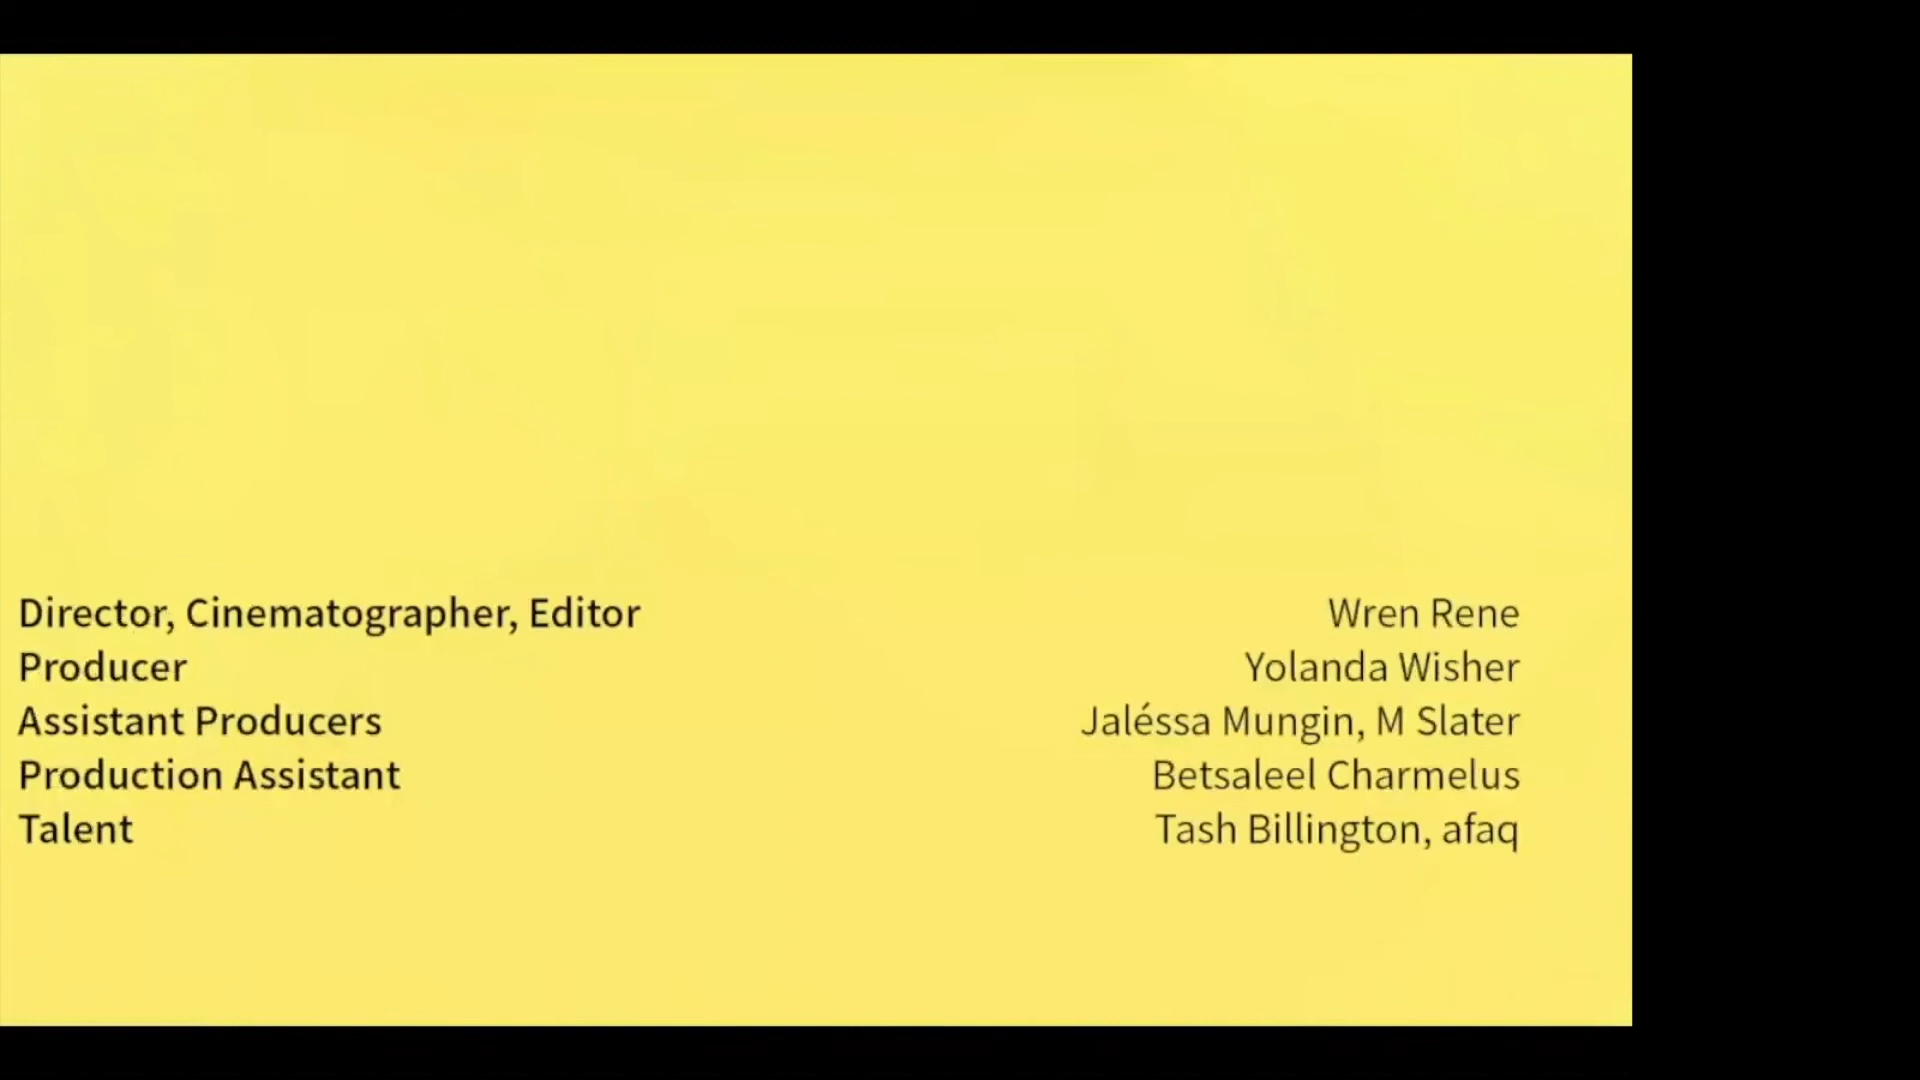 Director, Cinematographer, Editor Wren Rene
Producer Yolanda Wisher
Assistant Producers Jaléssa Mungin, M Slater
Production Assistant Betsaleel Charmelus
Talent Tash Billington, afaq